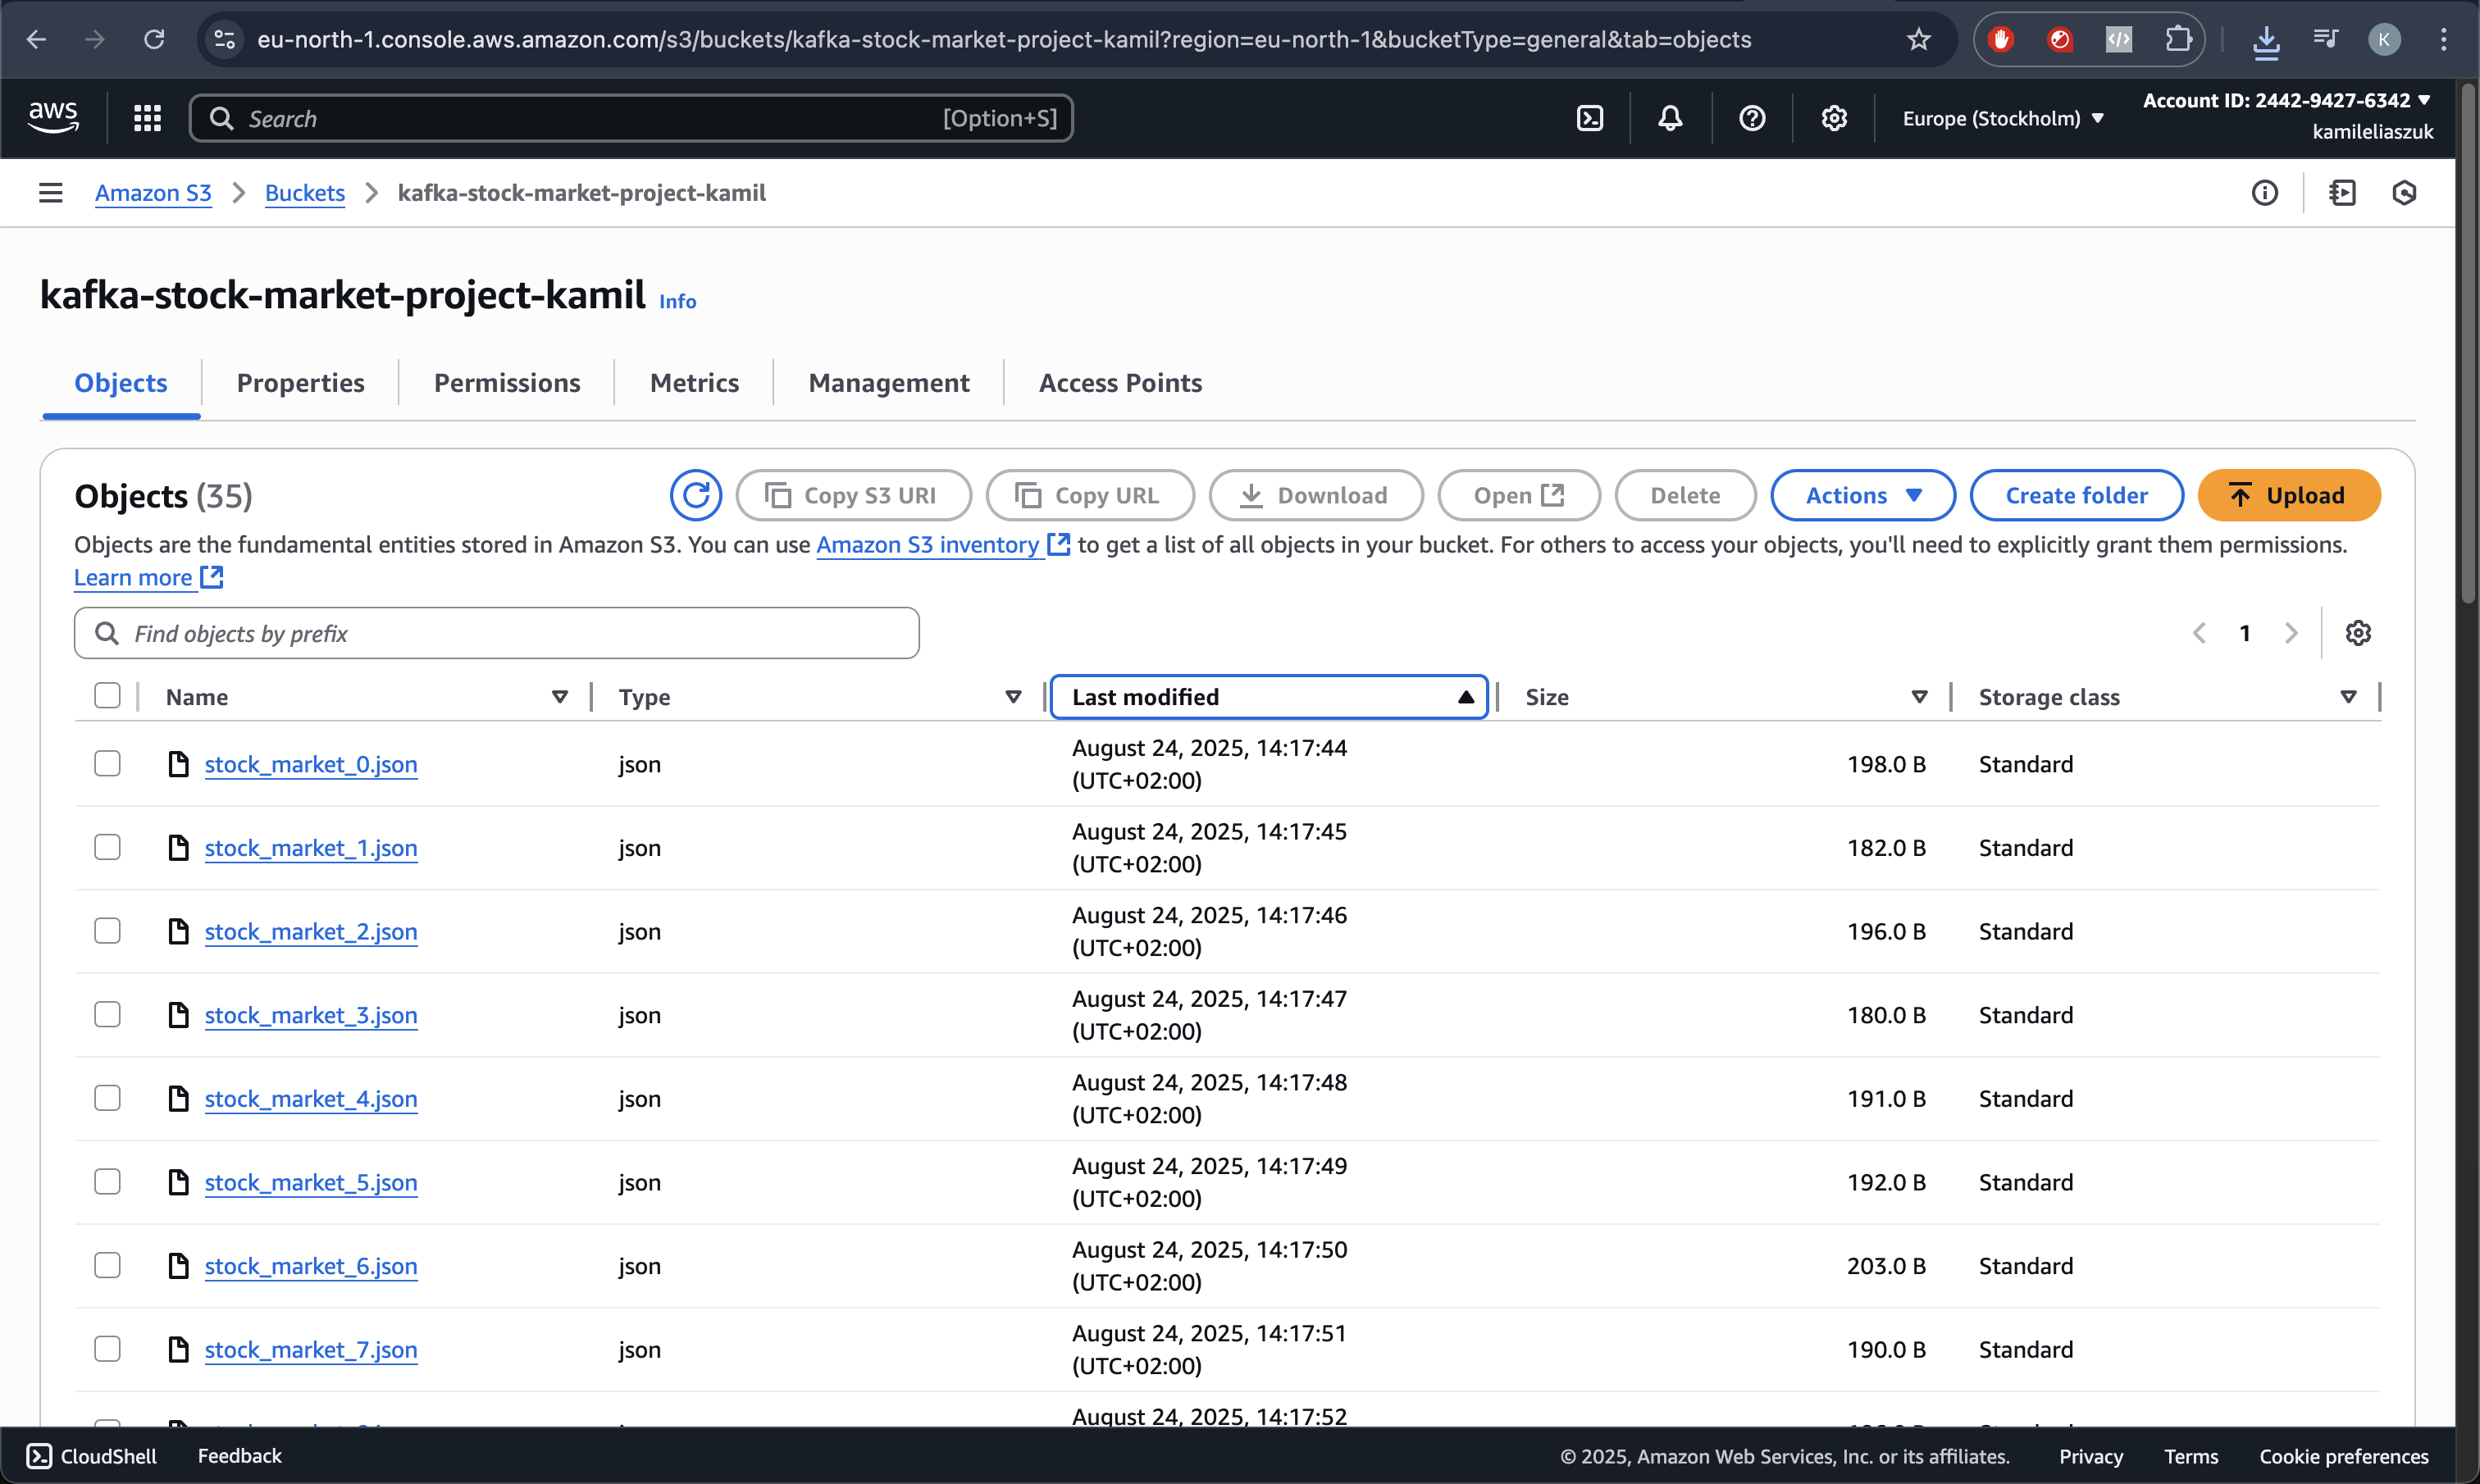 eu-north-1.console.aws.amazon.com/s3/buckets/kafka-stock-market-project-kamil?region=eu-north-1&bucketType=general&tab=objects
K
aws
Search
[Option+S]
Europe (Stockholm)
Account ID: 2442-9427-6342
kamileliaszuk
Amazon S3 > Buckets > kafka-stock-market-project-kamil
kafka-stock-market-project-kamil Info
Objects
Properties
Permissions
Metrics
Management
Access Points
Objects (35)
Copy S3 URI
Copy URL
Download
Open
Delete
Actions
Create folder
Upload
Objects are the fundamental entities stored in Amazon S3. You can use Amazon S3 inventory to get a list of all objects in your bucket. For others to access your objects, you'll need to explicitly grant them permissions.
Learn more
Find objects by prefix
1
Name Type Last modified Size Storage class
stock_market_0.json json August 24, 2025, 14:17:44 (UTC+02:00) 198.0 B Standard
stock_market_1.json json August 24, 2025, 14:17:45 (UTC+02:00) 182.0 B Standard
stock_market_2.json json August 24, 2025, 14:17:46 (UTC+02:00) 196.0 B Standard
stock_market_3.json json August 24, 2025, 14:17:47 (UTC+02:00) 180.0 B Standard
stock_market_4.json json August 24, 2025, 14:17:48 (UTC+02:00) 191.0 B Standard
stock_market_5.json json August 24, 2025, 14:17:49 (UTC+02:00) 192.0 B Standard
stock_market_6.json json August 24, 2025, 14:17:50 (UTC+02:00) 203.0 B Standard
stock_market_7.json json August 24, 2025, 14:17:51 (UTC+02:00) 190.0 B Standard
August 24, 2025, 14:17:52
CloudShell
Feedback
© 2025, Amazon Web Services, Inc. or its affiliates.
Privacy
Terms
Cookie preferences